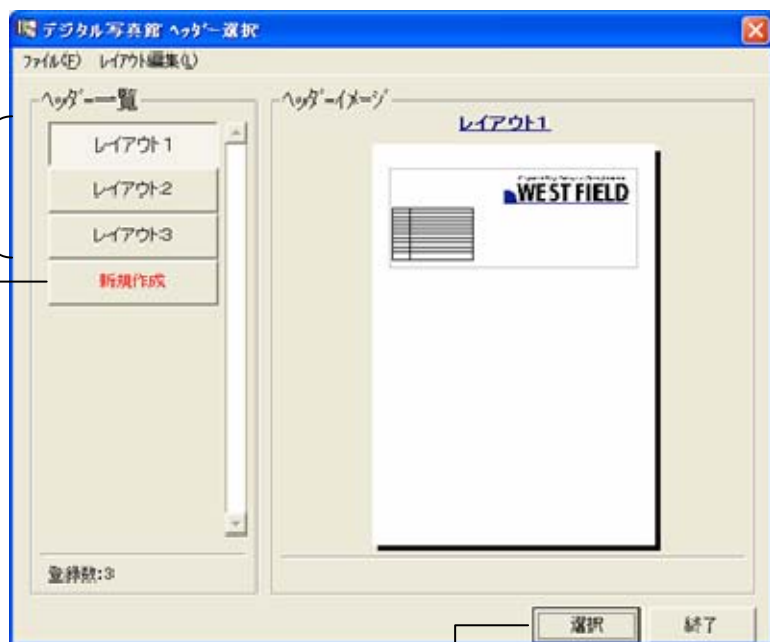 デジタル写真館 ﾍｯﾀﾞｰ選択
ﾌｧｲﾙ(F) ﾚｲｱｳﾄ編集(L)
ﾍｯﾀﾞｰ一覧
レイアウト1
レイアウト2
レイアウト3
新規作成
登録数:3
ﾍｯﾀﾞｰｲﾒｰｼﾞ
レイアウト1
WEST FIELD
選択
終了